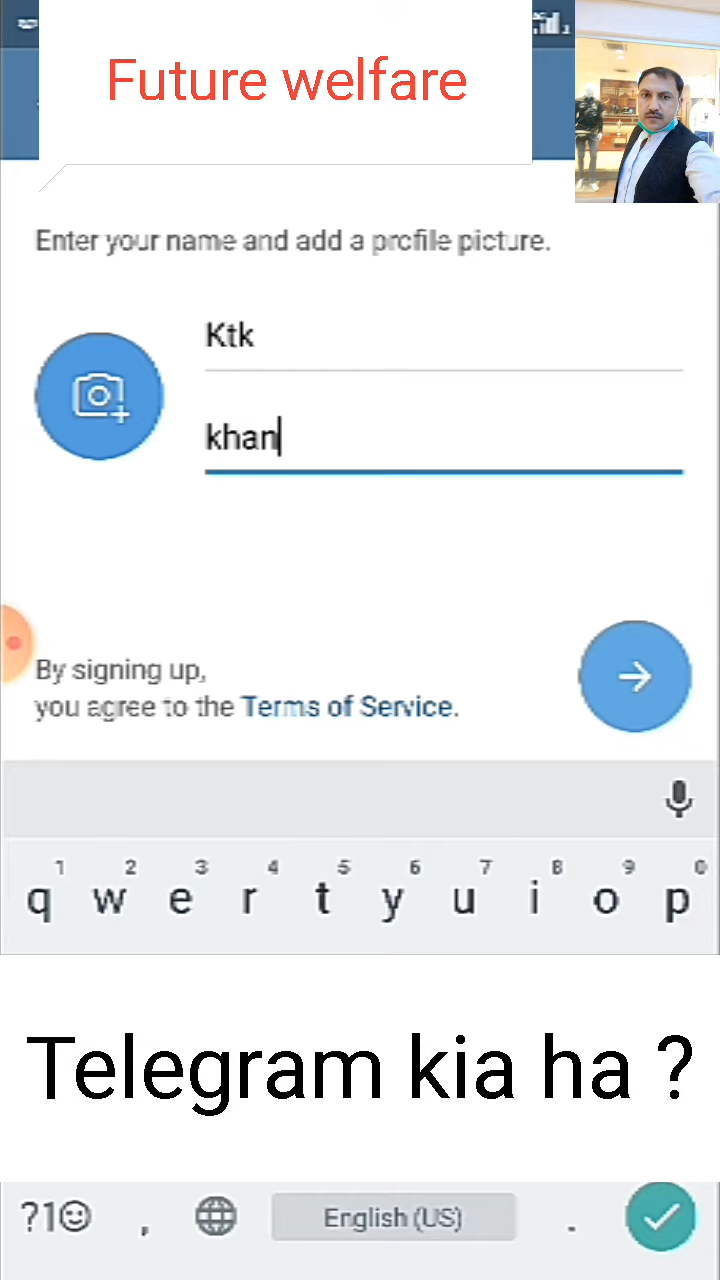 Future welfare
Enter your name and add a profile picture.
Ktk
khan
By signing up,
you agree to the Terms of Service.
1 2 3 4 5 6 7 8 9 0
q w e r t y u i o p
Telegram kia ha ?
?1☺ , English (US) .